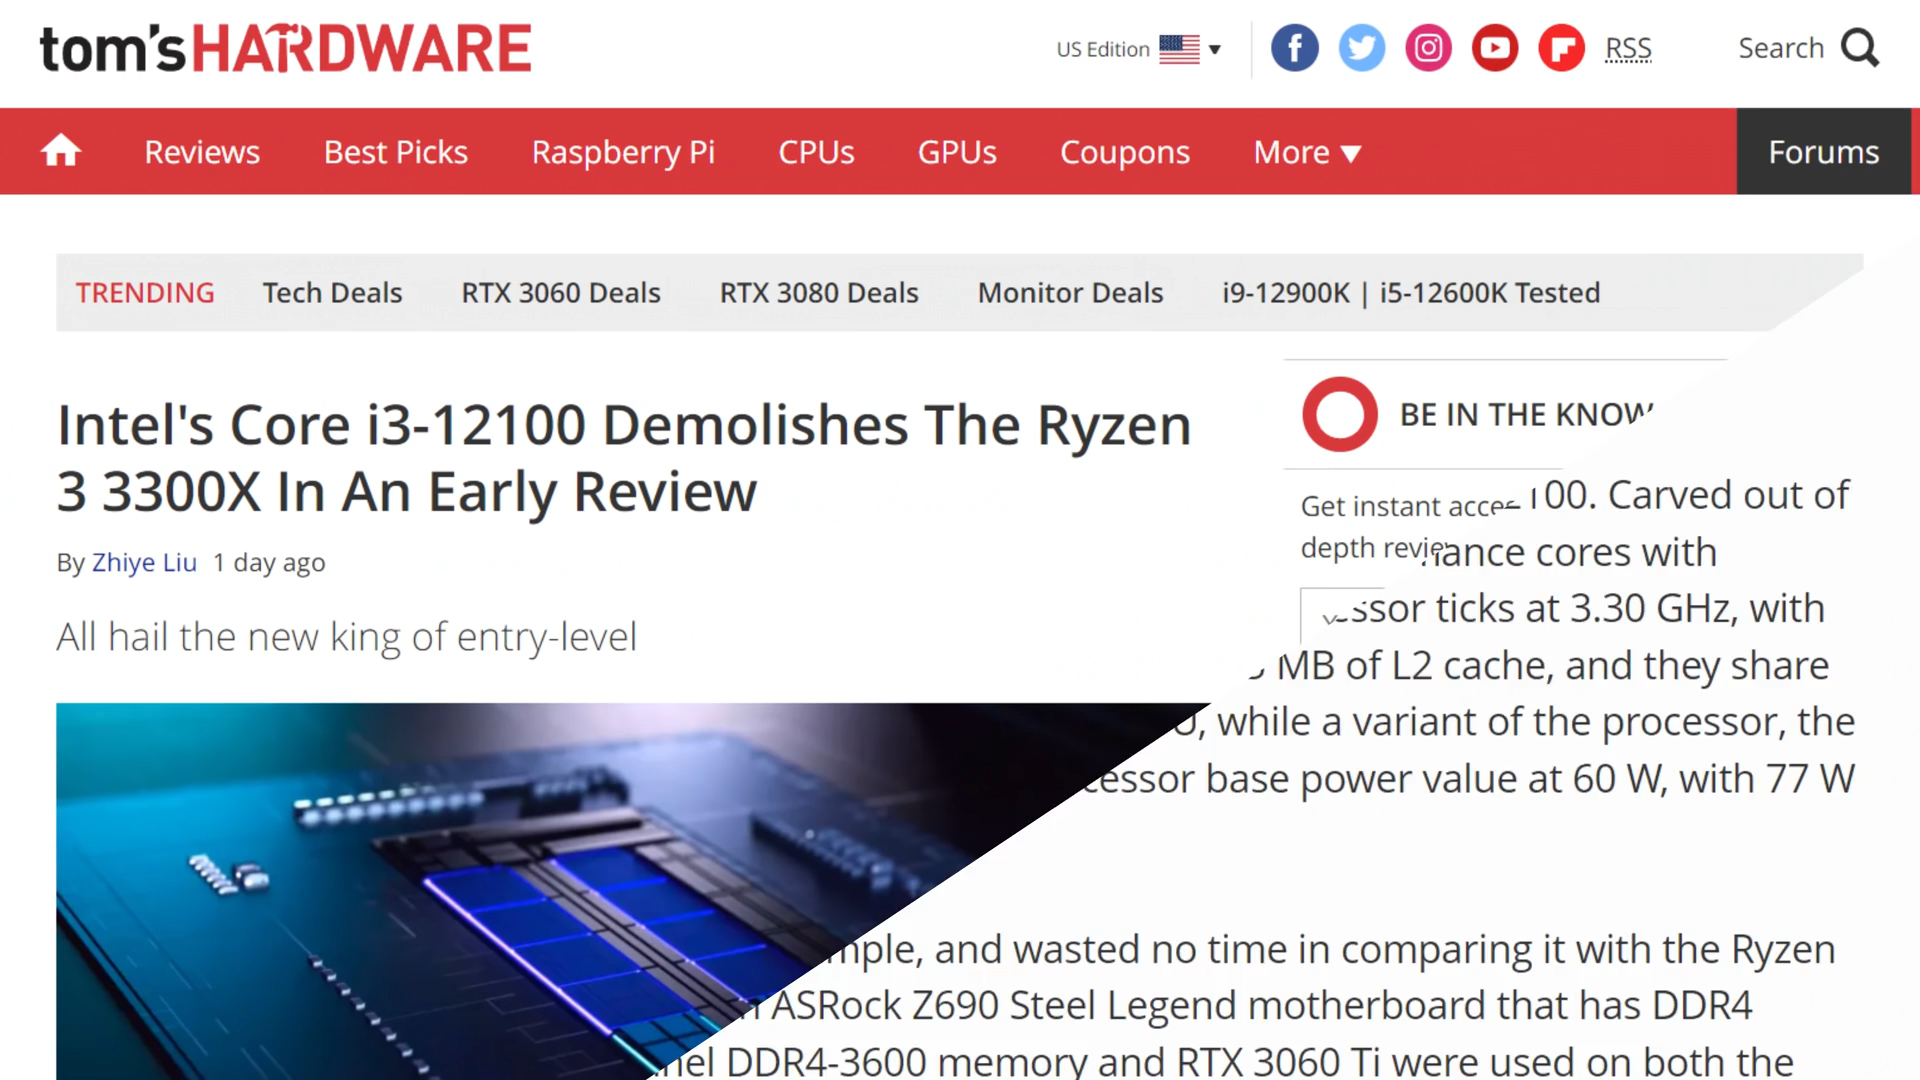 tom'sHARDWARE
US Edition
RSS
Search
Reviews
Best Picks
Raspberry Pi
CPUs
GPUs
Coupons
More
Forums
TRENDING
Tech Deals
RTX 3060 Deals
RTX 3080 Deals
Monitor Deals
i9-12900K | i5-12600K Tested
Intel's Core i3-12100 Demolishes The Ryzen
3 3300X In An Early Review
By Zhiye Liu 1 day ago
All hail the new king of entry-level
BE IN THE KNOW
Get instant
depth
100. Carved out of
cores with
ticks at 3.30 GHz, with
MB of L2 cache, and they share
while a variant of the processor, the
base power value at 60 W, with 77 W
and wasted no time in comparing it with the Ryzen
ASRock Z690 Steel Legend motherboard that has DDR4
DDR4-3600 memory and RTX 3060 Ti were used on both the